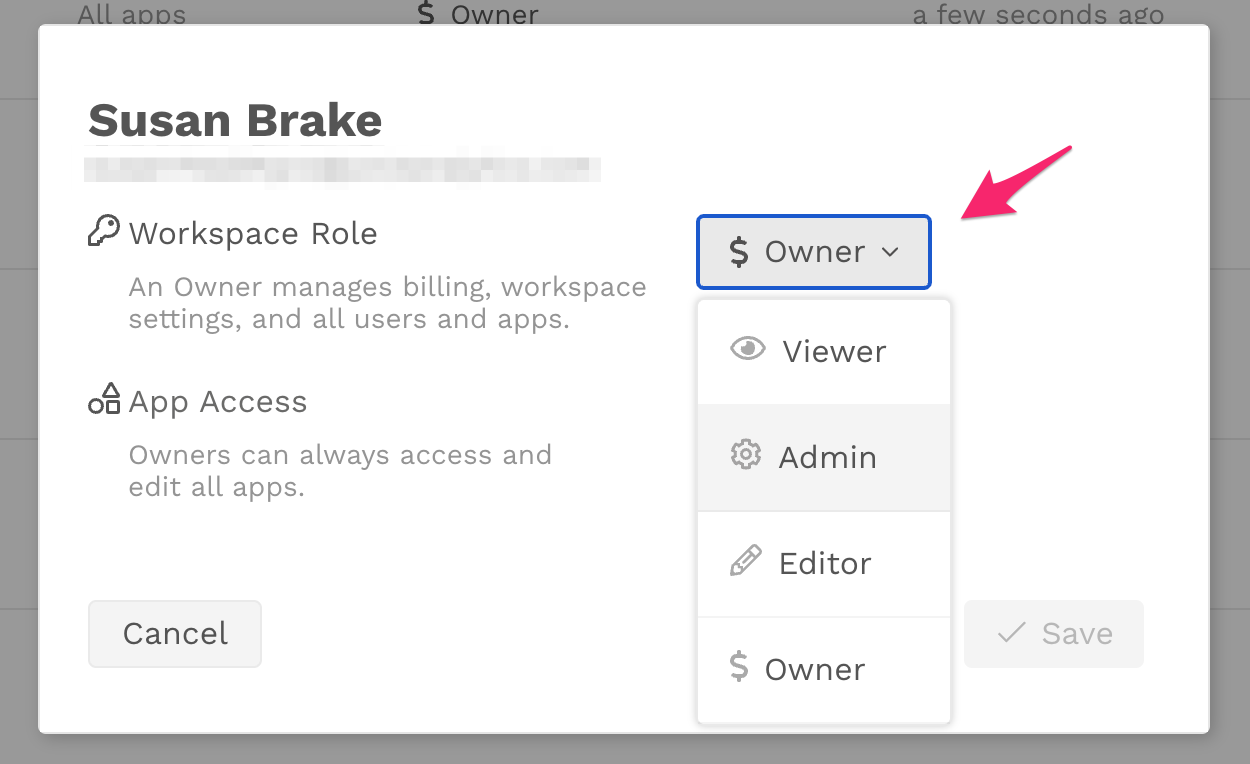 All apps $ Owner a few seconds ago
Susan Brake
Workspace Role
$ Owner
An Owner manages billing, workspace
settings, and all users and apps.
Viewer
App Access
Admin
Owners can always access and
edit all apps.
Editor
Cancel
Save
$ Owner